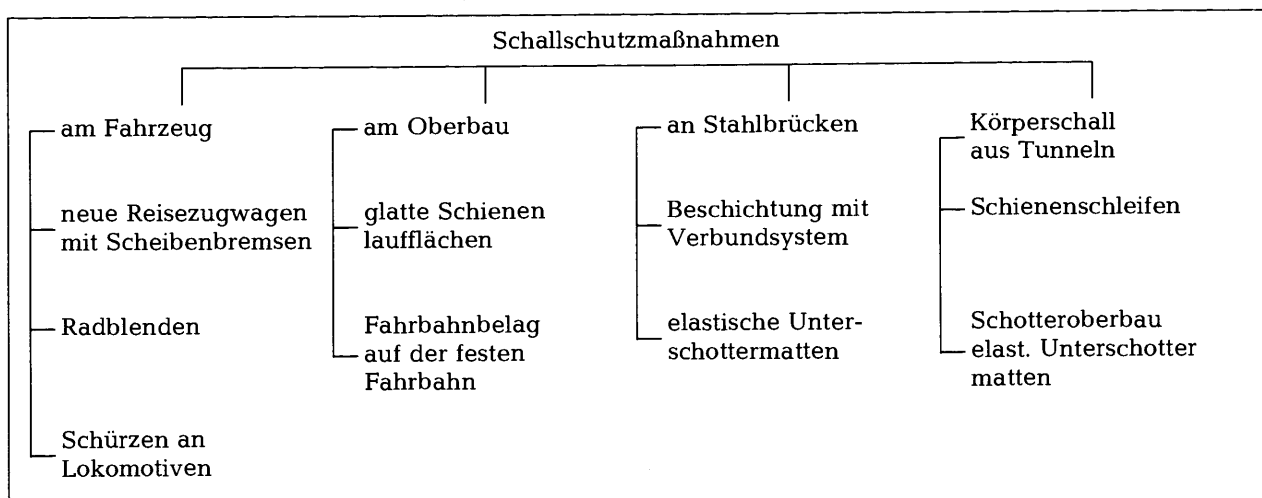 Schallschutzmaßnahmen
am Fahrzeug
neue Reisezugwagen
mit Scheibenbremsen
Radblenden
Schürzen an
Lokomotiven
am Oberbau
glatte Schienen
laufflächen
Fahrbahnbelag
auf der festen
Fahrbahn
an Stahlbrücken
Beschichtung mit
Verbundsystem
elastische Unter-
schottermatten
Körperschall
aus Tunneln
Schienenschleifen
Schotteroberbau
elast. Unterschotter
matten